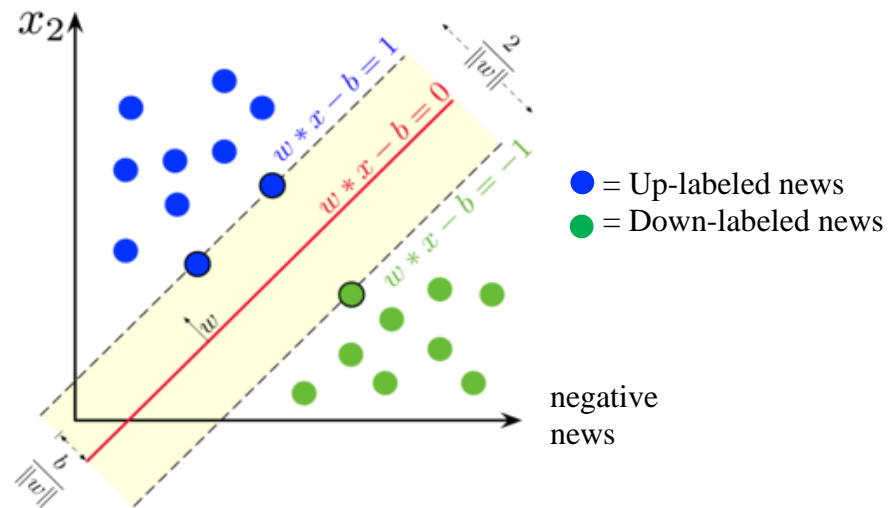 x₂
w * x − b = 1
2
‖w‖
w * x − b = 0
w * x − b = −1
= Up-labeled news
= Down-labeled news
w
negative
news
b
‖w‖